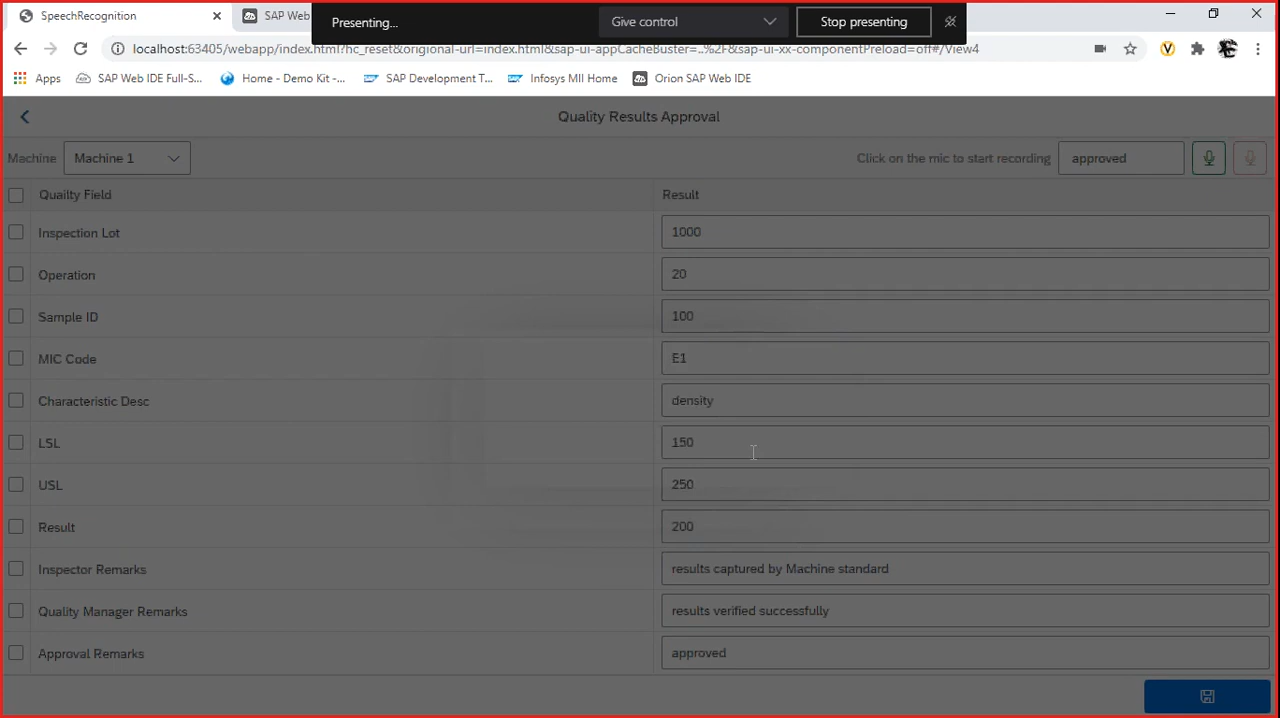 SpeechRecognition
SAP Web
Presenting...
Give control
Stop presenting
localhost:63405/webapp/index.html?hc_reset&origional-url=index.html&sap-ui-appCacheBuster=..%2F&sap-ui-xx-componentPreload=off#/View4
Apps
SAP Web IDE Full-S...
Home - Demo Kit -...
SAP Development T...
Infosys MII Home
Orion SAP Web IDE
Quality Results Approval
Machine
Machine 1
Click on the mic to start recording
approved
Quailty Field
Result
Inspection Lot
1000
Operation
20
Sample ID
100
MIC Code
E1
Characteristic Desc
density
LSL
150
USL
250
Result
200
Inspector Remarks
results captured by Machine standard
Quality Manager Remarks
results verified successfully
Approval Remarks
approved